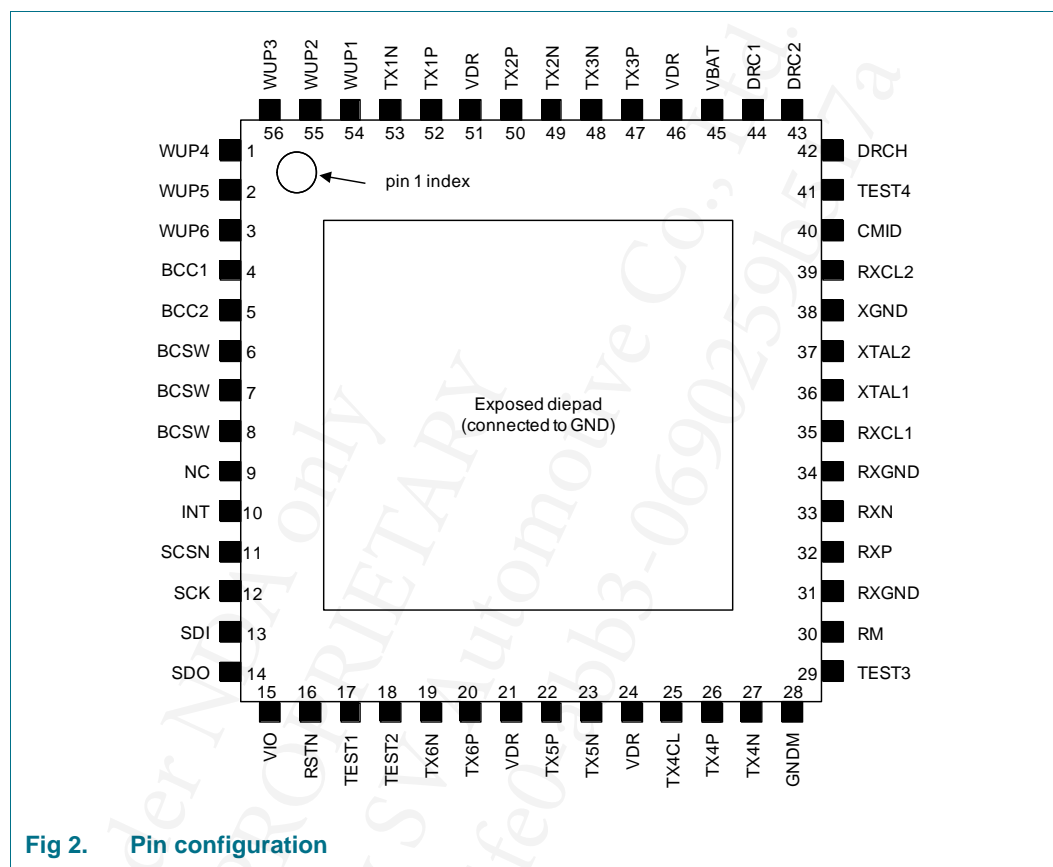 WUP3
WUP2
WUP1
TX1N
TX1P
VDR
TX2P
TX2N
TX3N
TX3P
VDR
VBAT
DRC1
DRC2
56 55 54 53 52 51 50 49 48 47 46 45 44 43
WUP4 1
WUP5 2
WUP6 3
BCC1 4
BCC2 5
BCSW 6
BCSW 7
BCSW 8
NC 9
INT 10
SCSN 11
SCK 12
SDI 13
SDO 14
pin 1 index
Exposed diepad
(connected to GND)
42 DRCH
41 TEST4
40 CMID
39 RXCL2
38 XGND
37 XTAL2
36 XTAL1
35 RXCL1
34 RXGND
33 RXN
32 RXP
31 RXGND
30 RM
29 TEST3
15 16 17 18 19 20 21 22 23 24 25 26 27 28
VIO
RSTN
TEST1
TEST2
TX6N
TX6P
VDR
TX5P
TX5N
VDR
TX4CL
TX4P
TX4N
GNDM
Fig 2. Pin configuration